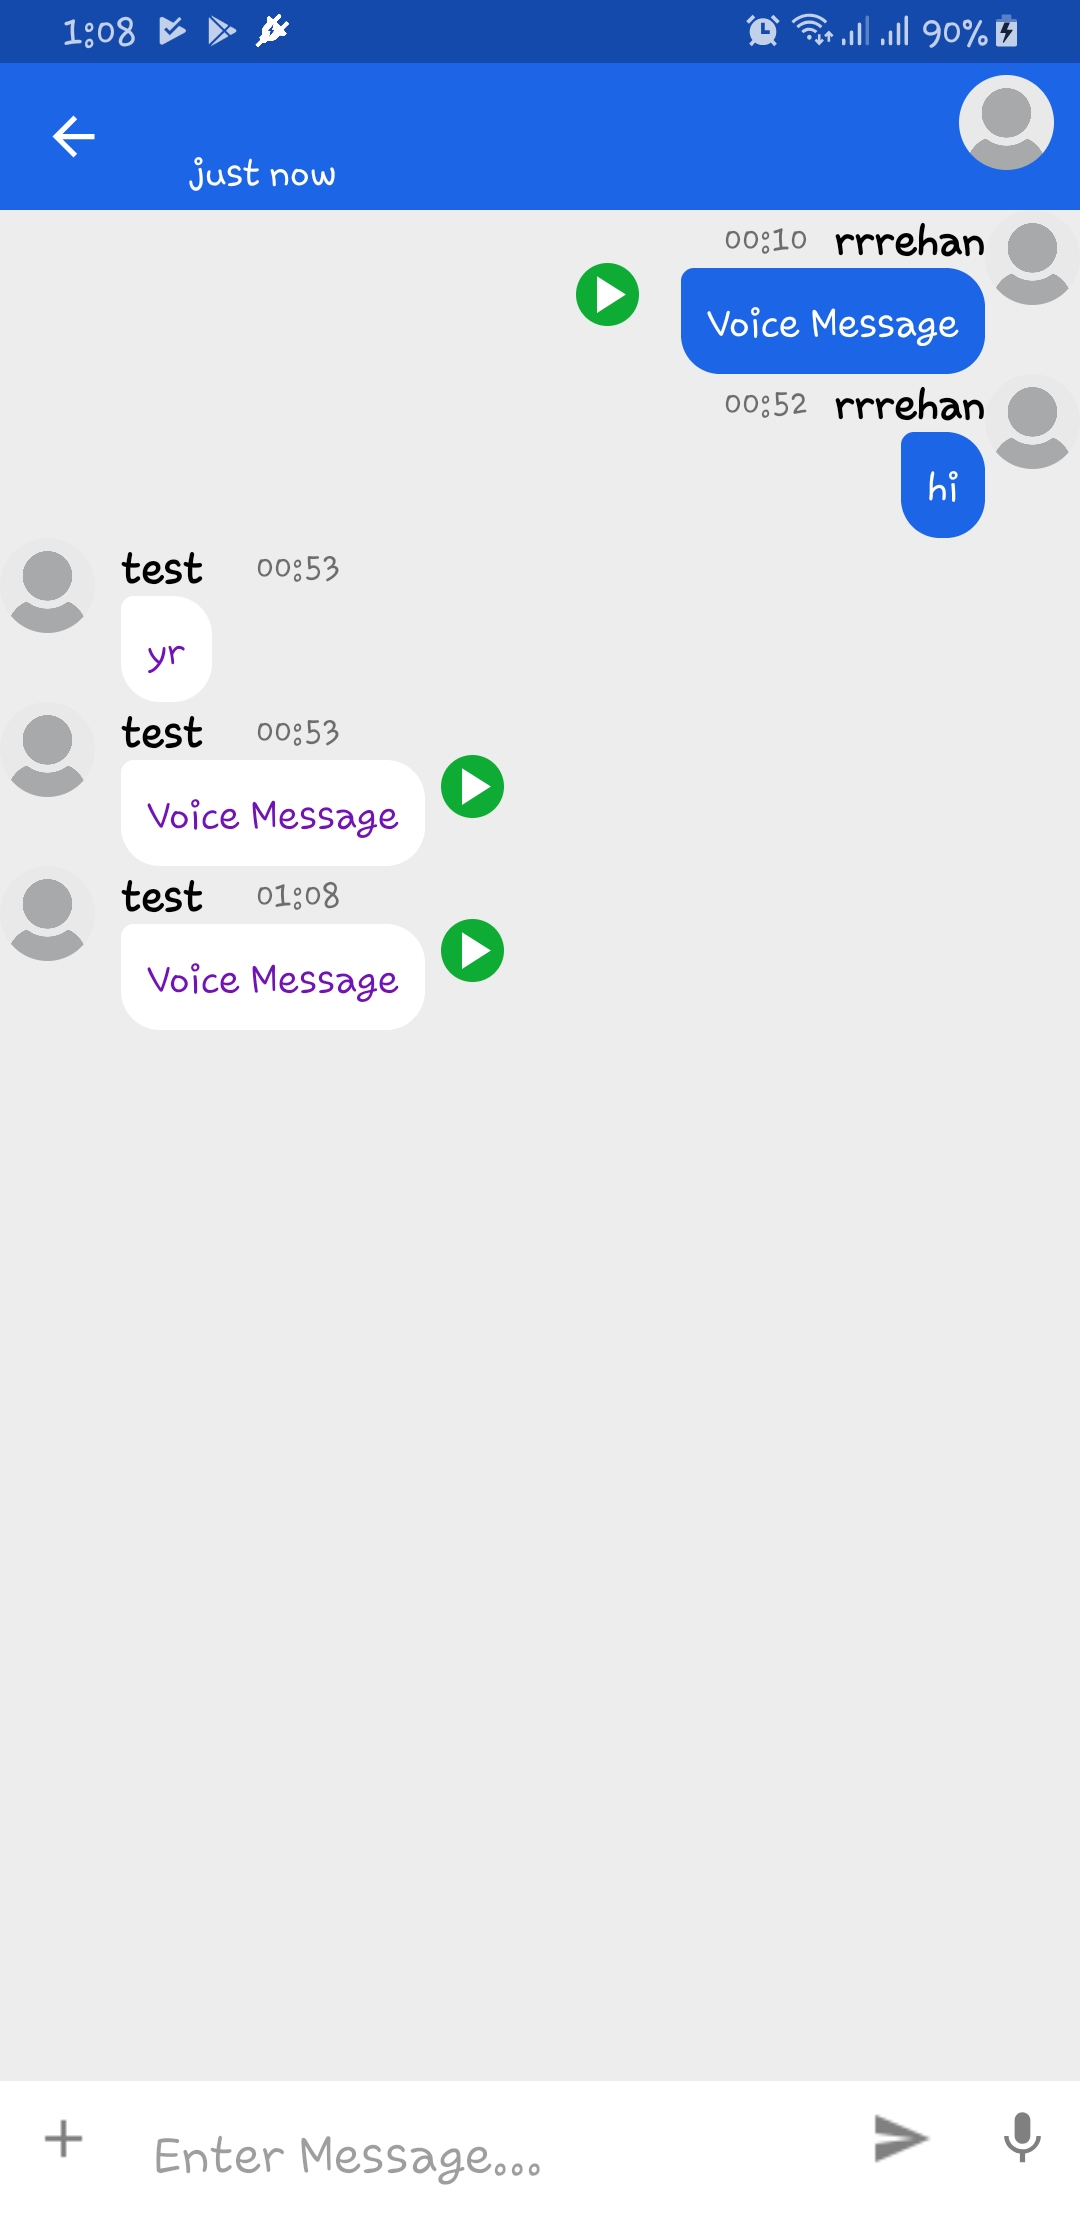 1:08 90%
just now
00:10 rrrehan
Voice Message
00:52 rrrehan
hi
test 00:53
yr
test 00:53
Voice Message
test 01:08
Voice Message
Enter Message...